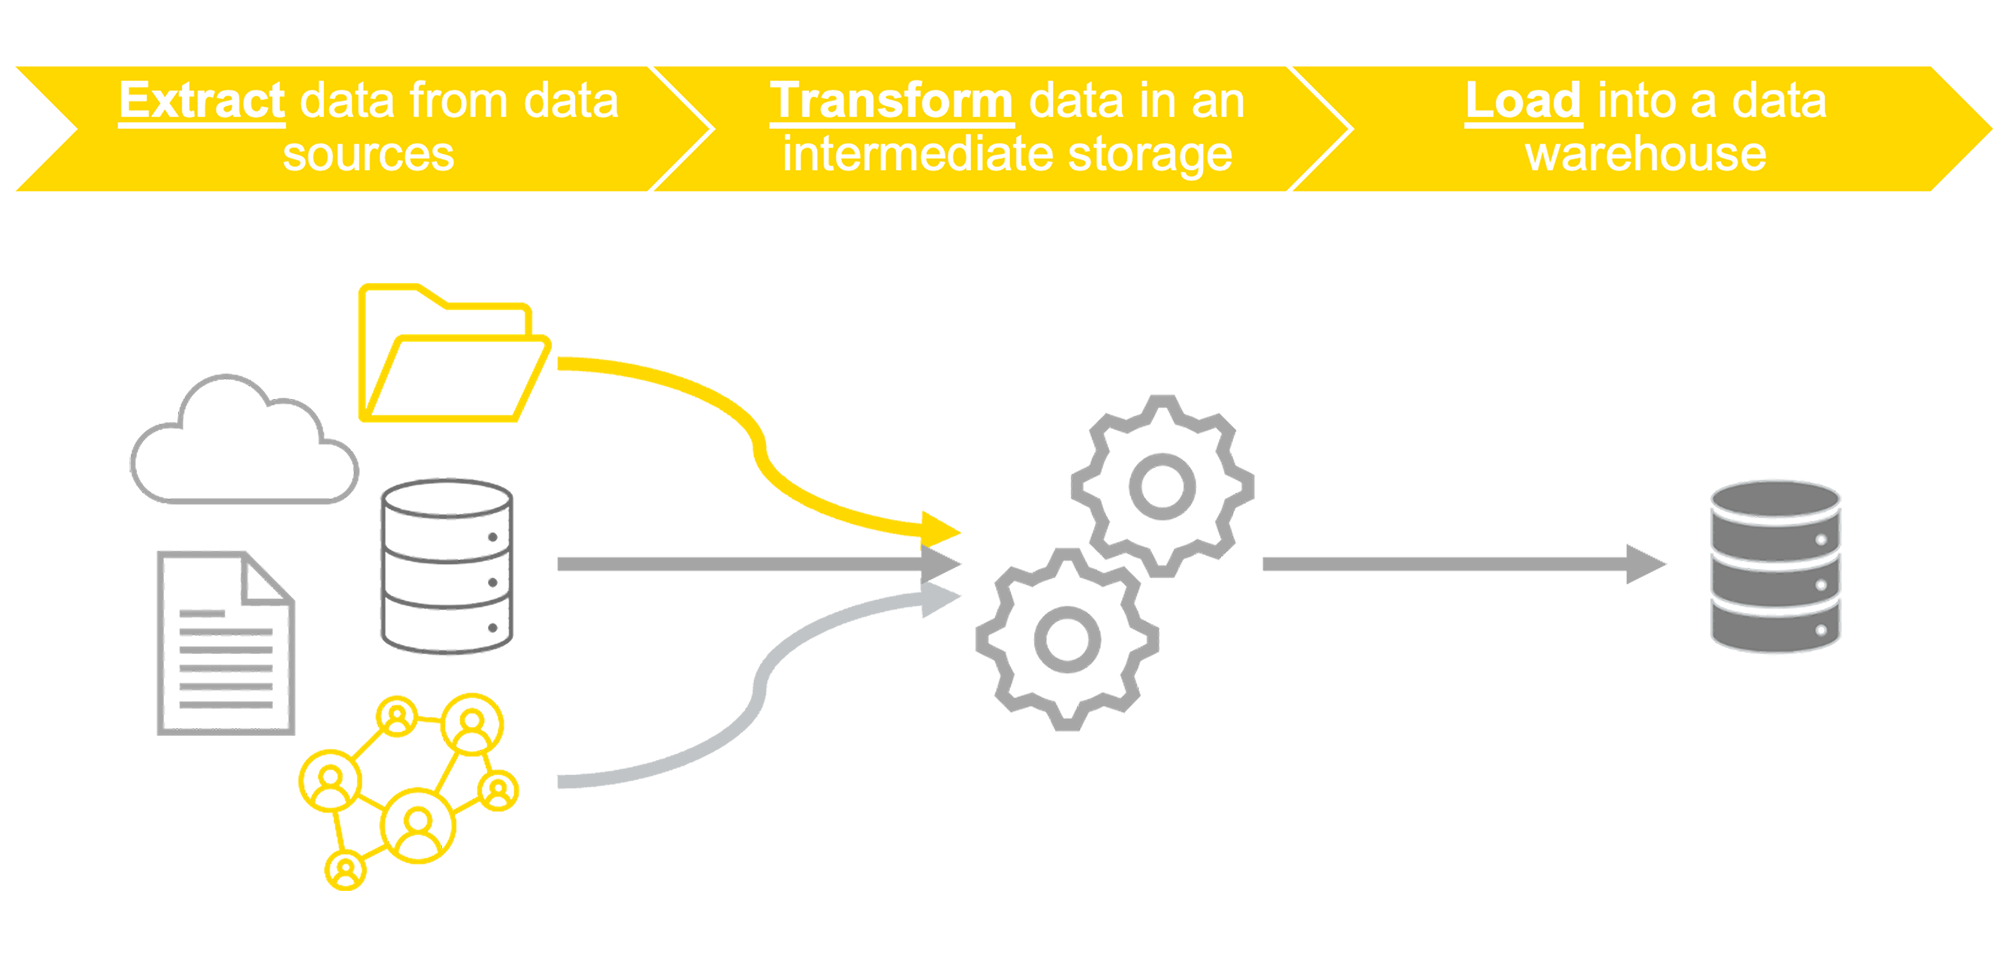 Extract data from data
sources
Transform data in an
intermediate storage
Load into a data
warehouse